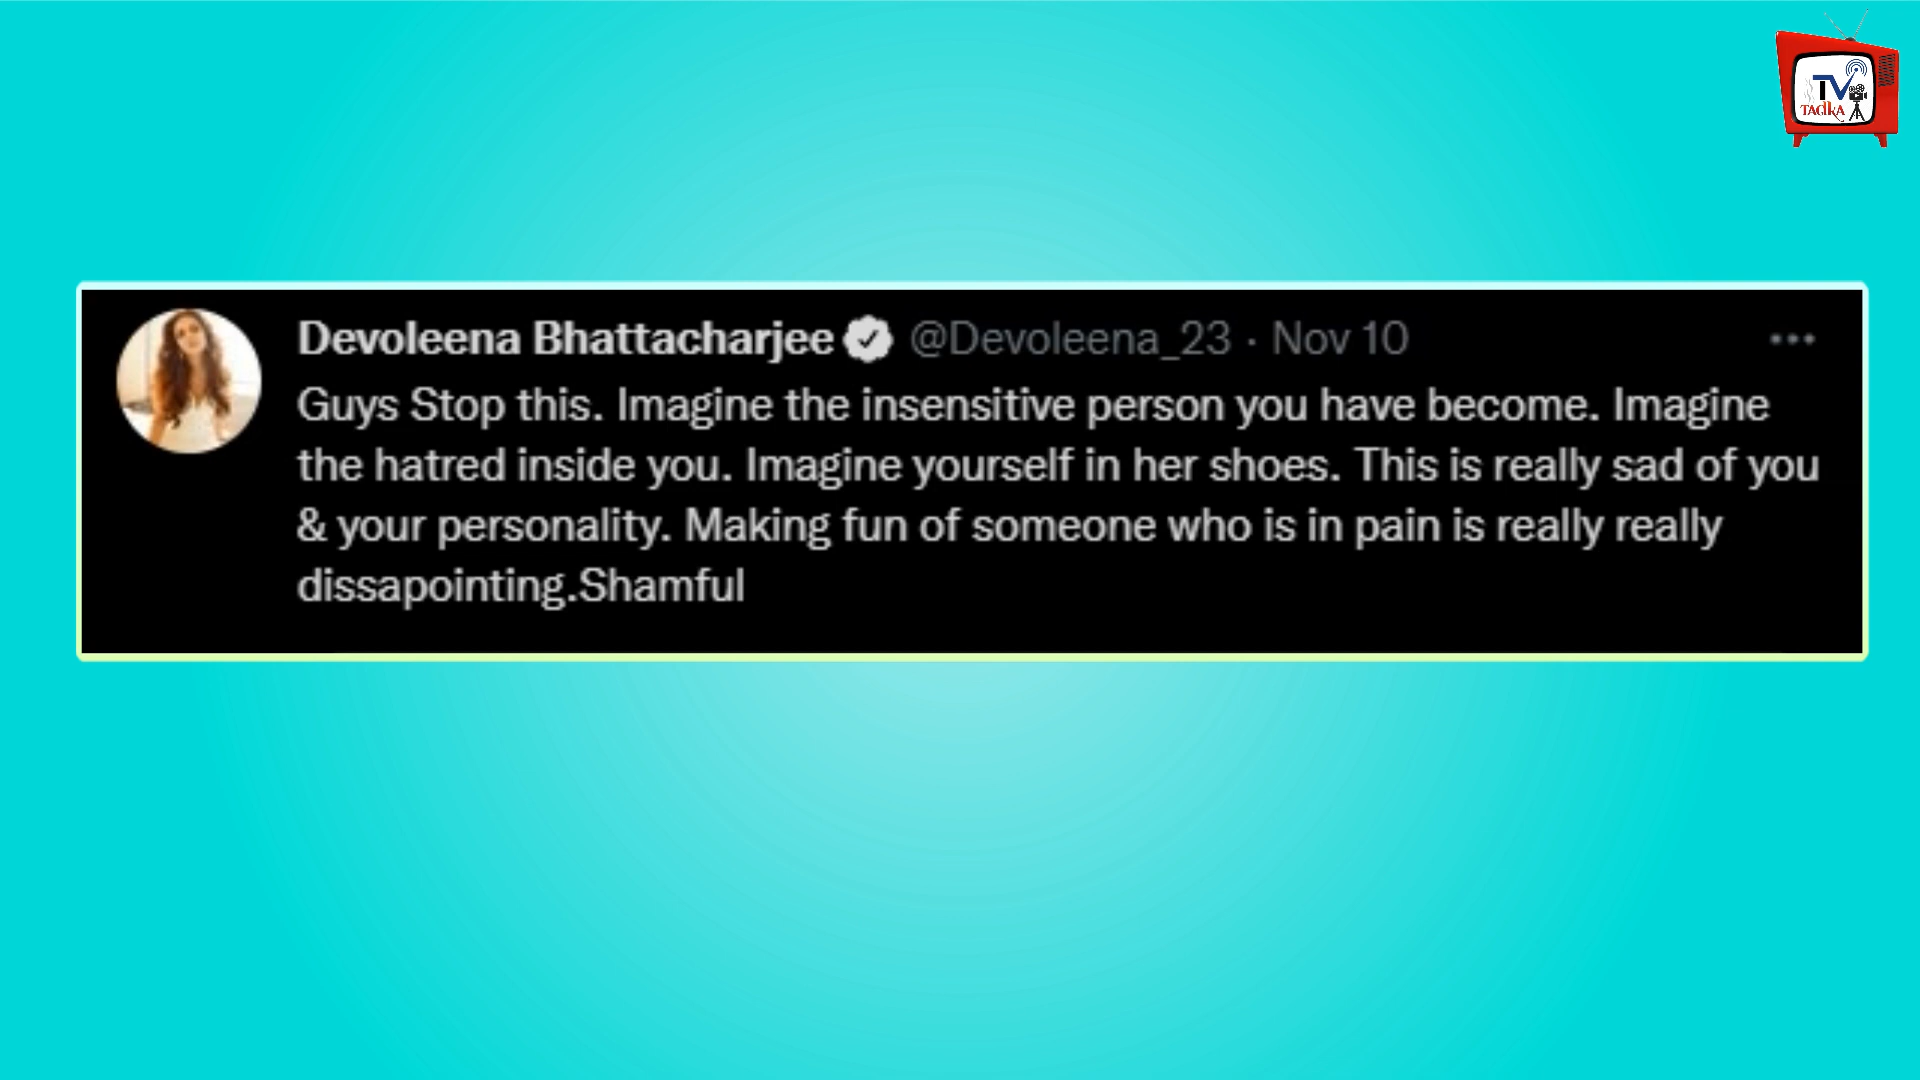 TV
TADKA
Devoleena Bhattacharjee @Devoleena_23 · Nov 10
Guys Stop this. Imagine the insensitive person you have become. Imagine
the hatred inside you. Imagine yourself in her shoes. This is really sad of you
& your personality. Making fun of someone who is in pain is really really
dissapointing.Shamful